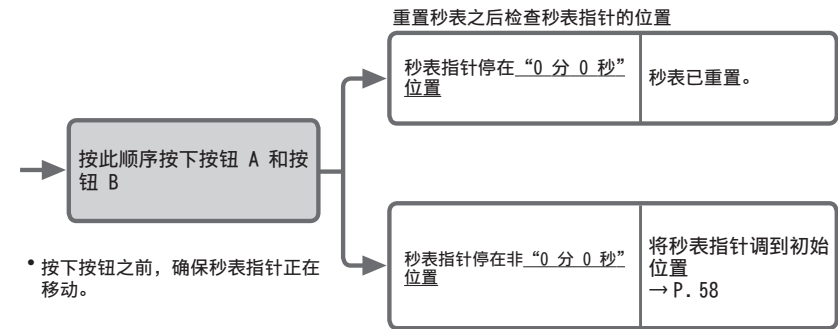 重置秒表之后检查秒表指针的位置
秒表指针停在“0 分 0 秒”
位置
秒表已重置。
按此顺序按下按钮 A 和按
钮 B
• 按下按钮之前，确保秒表指针正在
移动。
秒表指针停在非“0 分 0 秒”
位置
将秒表指针调到初始
位置
→P. 58